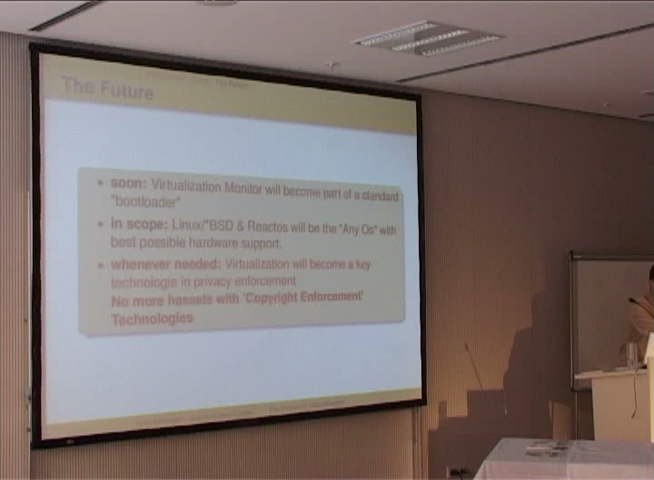 The Future
• soon: Virtualization Monitor will become part of a standard
"bootloader"
• in scope: Linux/*BSD & Reactos will be the "Any Os" with
best possible hardware support.
• whenever needed: Virtualization will become a key
technologie in privacy enforcement
No more hassels with 'Copyright Enforcement'
Technologies